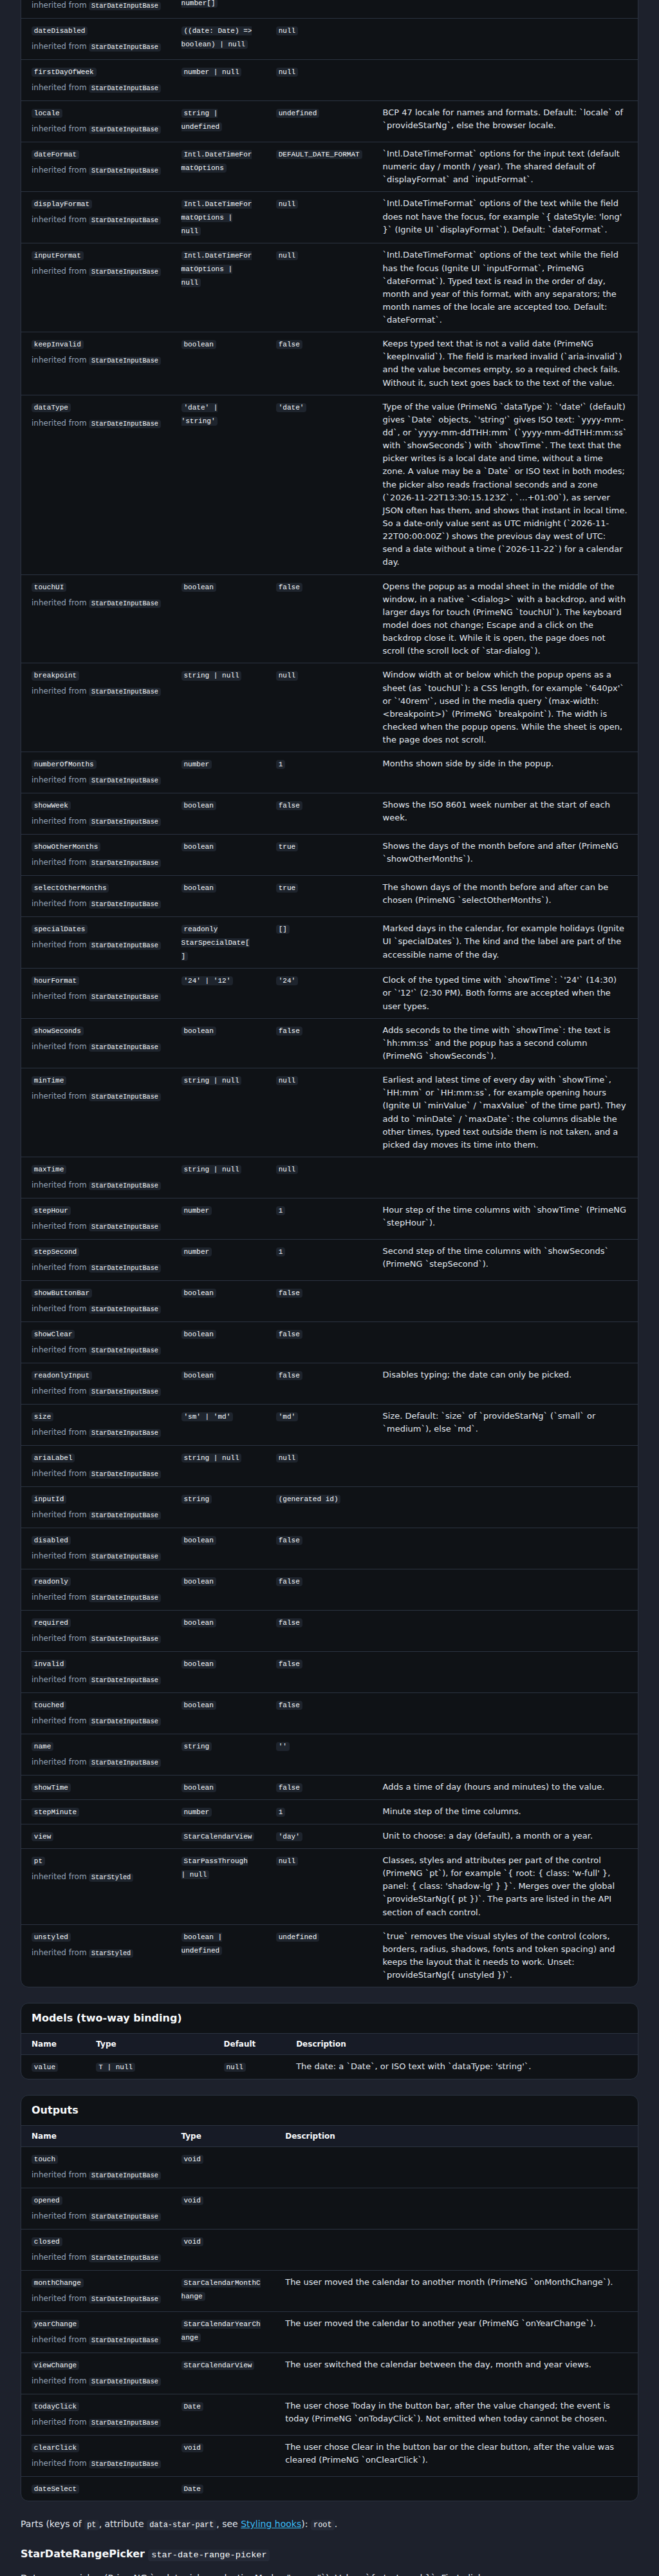 inherited from StarDateInputBase number[]
dateDisabled ((date: Date) => null
inherited from StarDateInputBase boolean) | null
firstDayOfWeek number | null null
inherited from StarDateInputBase
locale string | undefined BCP 47 locale for names and formats. Default: `locale` of
inherited from StarDateInputBase undefined `provideStarNg`, else the browser locale.
dateFormat Intl.DateTimeFor DEFAULT_DATE_FORMAT `Intl.DateTimeFormat` options for the input text (default
inherited from StarDateInputBase matOptions numeric day / month / year). The shared default of
`displayFormat` and `inputFormat`.
displayFormat Intl.DateTimeFor null `Intl.DateTimeFormat` options of the text while the field
inherited from StarDateInputBase matOptions | does not have the focus, for example `{ dateStyle: 'long'
null }` (Ignite UI `displayFormat`). Default: `dateFormat`.
inputFormat Intl.DateTimeFor null `Intl.DateTimeFormat` options of the text while the field
inherited from StarDateInputBase matOptions | has the focus (Ignite UI `inputFormat`, PrimeNG
null `dateFormat`). Typed text is read in the order of day,
month and year of this format, with any separators; the
month names of the locale are accepted too. Default:
`dateFormat`.
keepInvalid boolean false Keeps typed text that is not a valid date (PrimeNG
inherited from StarDateInputBase `keepInvalid`). The field is marked invalid (`aria-invalid`)
and the value becomes empty, so a required check fails.
Without it, such text goes back to the text of the value.
dataType 'date' | 'date' Type of the value (PrimeNG `dataType`): `'date'` (default)
inherited from StarDateInputBase 'string' gives `Date` objects, `'string'` gives ISO text: `yyyy-mm-
dd`, or `yyyy-mm-ddTHH:mm` (`yyyy-mm-ddTHH:mm:ss`
with `showSeconds`) with `showTime`. The text that the
picker writes is a local date and time, without a time
zone. A value may be a `Date` or ISO text in both modes;
the picker also reads fractional seconds and a zone
(`2026-11-22T13:30:15.123Z`, `...+01:00`), as server
JSON often has them, and shows that instant in local time.
So a date-only value sent as UTC midnight (`2026-11-
22T00:00:00Z`) shows the previous day west of UTC:
send a date without a time (`2026-11-22`) for a calendar
day.
touchUI boolean false Opens the popup as a modal sheet in the middle of the
inherited from StarDateInputBase window, in a native `<dialog>` with a backdrop, and with
larger days for touch (PrimeNG `touchUI`). The keyboard
model does not change; Escape and a click on the
backdrop close it. While it is open, the page does not
scroll (the scroll lock of `star-dialog`).
breakpoint string | null null Window width at or below which the popup opens as a
inherited from StarDateInputBase sheet (as `touchUI`): a CSS length, for example `'640px'`
or `'40rem'`, used in the media query `(max-width:
<breakpoint>)` (PrimeNG `breakpoint`). The width is
checked when the popup opens. While the sheet is open,
the page does not scroll.
numberOfMonths number 1 Months shown side by side in the popup.
inherited from StarDateInputBase
showWeek boolean false Shows the ISO 8601 week number at the start of each
inherited from StarDateInputBase week.
showOtherMonths boolean true Shows the days of the month before and after (PrimeNG
inherited from StarDateInputBase `showOtherMonths`).
selectOtherMonths boolean true The shown days of the month before and after can be
inherited from StarDateInputBase chosen (PrimeNG `selectOtherMonths`).
specialDates readonly [] Marked days in the calendar, for example holidays (Ignite
inherited from StarDateInputBase StarSpecialDate[ UI `specialDates`). The kind and the label are part of the
] accessible name of the day.
hourFormat '24' | '12' '24' Clock of the typed time with `showTime`: `'24'` (14:30)
inherited from StarDateInputBase or `'12'` (2:30 PM). Both forms are accepted when the
user types.
showSeconds boolean false Adds seconds to the time with `showTime`: the text is
inherited from StarDateInputBase `hh:mm:ss` and the popup has a second column
(PrimeNG `showSeconds`).
minTime string | null null Earliest and latest time of every day with `showTime`,
inherited from StarDateInputBase `HH:mm` or `HH:mm:ss`, for example opening hours
(Ignite UI `minValue` / `maxValue` of the time part). They
add to `minDate` / `maxDate`: the columns disable the
other times, typed text outside them is not taken, and a
picked day moves its time into them.
maxTime string | null null
inherited from StarDateInputBase
stepHour number 1 Hour step of the time columns with `showTime` (PrimeNG
inherited from StarDateInputBase `stepHour`).
stepSecond number 1 Second step of the time columns with `showSeconds`
inherited from StarDateInputBase (PrimeNG `stepSecond`).
showButtonBar boolean false
inherited from StarDateInputBase
showClear boolean false
inherited from StarDateInputBase
readonlyInput boolean false Disables typing; the date can only be picked.
inherited from StarDateInputBase
size 'sm' | 'md' 'md' Size. Default: `size` of `provideStarNg` (`small` or
inherited from StarDateInputBase `medium`), else `md`.
ariaLabel string | null null
inherited from StarDateInputBase
inputId string (generated id)
inherited from StarDateInputBase
disabled boolean false
inherited from StarDateInputBase
readonly boolean false
inherited from StarDateInputBase
required boolean false
inherited from StarDateInputBase
invalid boolean false
inherited from StarDateInputBase
touched boolean false
inherited from StarDateInputBase
name string ''
inherited from StarDateInputBase
showTime boolean false Adds a time of day (hours and minutes) to the value.
stepMinute number 1 Minute step of the time columns.
view StarCalendarView 'day' Unit to choose: a day (default), a month or a year.
pt StarPassThrough null Classes, styles and attributes per part of the control
inherited from StarStyled | null (PrimeNG `pt`), for example `{ root: { class: 'w-full' },
panel: { class: 'shadow-lg' } }`. Merges over the global
`provideStarNg({ pt })`. The parts are listed in the API
section of each control.
unstyled boolean | undefined `true` removes the visual styles of the control (colors,
inherited from StarStyled undefined borders, radius, shadows, fonts and token spacing) and
keeps the layout that it needs to work. Unset:
`provideStarNg({ unstyled })`.
Models (two-way binding)
Name Type Default Description
value T | null null The date: a `Date`, or ISO text with `dataType: 'string'`.
Outputs
Name Type Description
touch void
inherited from StarDateInputBase
opened void
inherited from StarDateInputBase
closed void
inherited from StarDateInputBase
monthChange StarCalendarMonthC The user moved the calendar to another month (PrimeNG `onMonthChange`).
inherited from StarDateInputBase hange
yearChange StarCalendarYearCh The user moved the calendar to another year (PrimeNG `onYearChange`).
inherited from StarDateInputBase ange
viewChange StarCalendarView The user switched the calendar between the day, month and year views.
inherited from StarDateInputBase
todayClick Date The user chose Today in the button bar, after the value changed; the event is
inherited from StarDateInputBase today (PrimeNG `onTodayClick`). Not emitted when today cannot be chosen.
clearClick void The user chose Clear in the button bar or the clear button, after the value was
inherited from StarDateInputBase cleared (PrimeNG `onClearClick`).
dateSelect Date
Parts (keys of pt, attribute data-star-part, see Styling hooks): root.
StarDateRangePicker star-date-range-picker